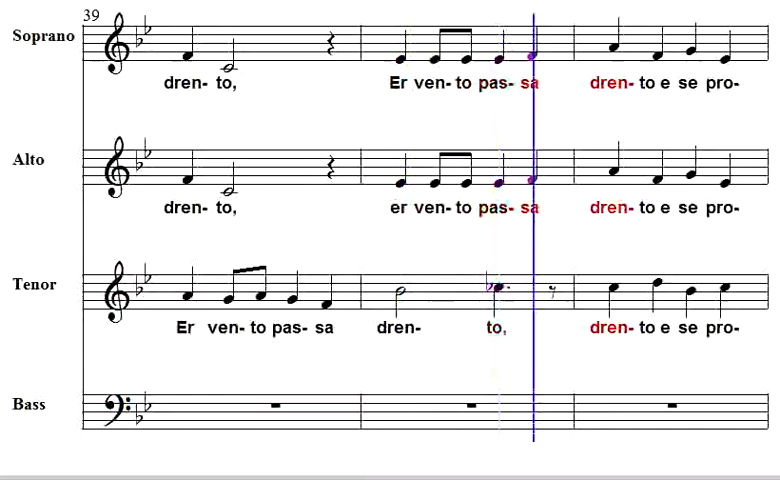 39
Soprano
dren- to, Er ven- to pas- sa dren- to e se pro-
Alto
dren- to, er ven- to pas- sa dren- to e se pro-
Tenor
Er ven- to pas- sa dren- to, dren- to e se pro-
Bass